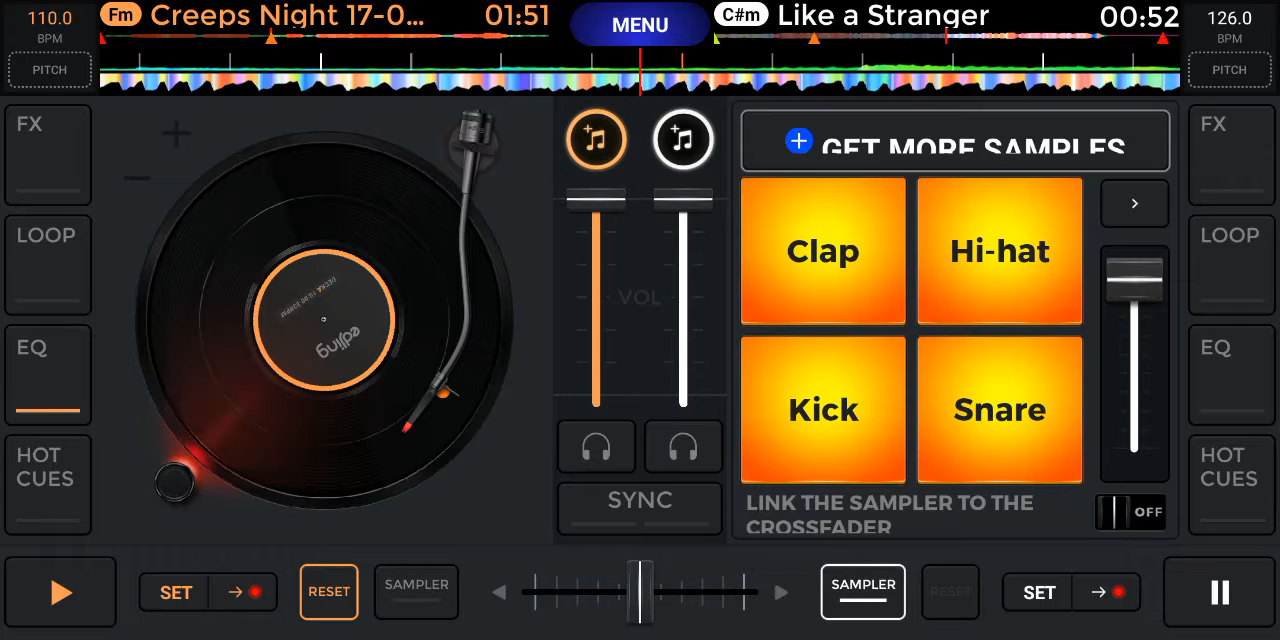 110.0
BPM
PITCH
Fm Creeps Night 17-0...
01:51
MENU
C#m Like a Stranger
00:52
126.0
BPM
PITCH
FX
LOOP
EQ
HOT
CUES
edjing
VOL
SYNC
GET MORE SAMPLES
Clap
Hi-hat
Kick
Snare
LINK THE SAMPLER TO THE
CROSSFADER
OFF
FX
LOOP
EQ
HOT
CUES
SET
RESET
SAMPLER
SAMPLER
RESET
SET